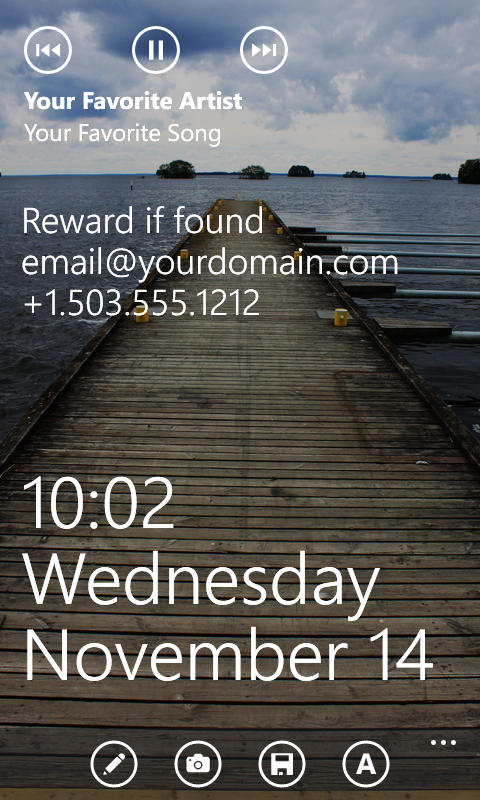 Your Favorite Artist
Your Favorite Song
Reward if found
email@yourdomain.com
+1.503.555.1212
10:02
Wednesday
November 14
A